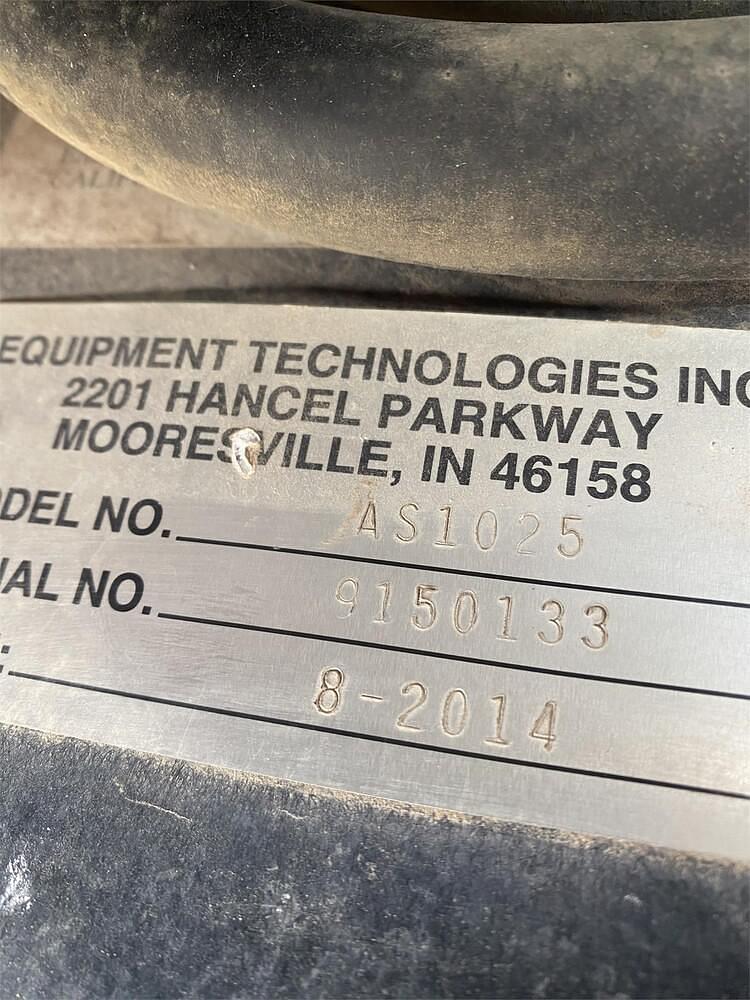 EQUIPMENT TECHNOLOGIES INC
2201 HANCEL PARKWAY
MOORESVILLE, IN 46158
ODEL NO. AS1025
IAL NO. 9150133
: 8-2014